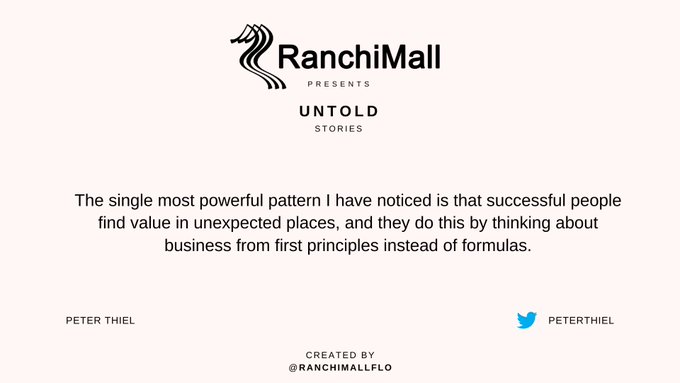 RanchiMall
PRESENTS
UNTOLD
STORIES
The single most powerful pattern I have noticed is that successful people
find value in unexpected places, and they do this by thinking about
business from first principles instead of formulas.
PETER THIEL
PETERTHIEL
CREATED BY
@RANCHIMALLFLO